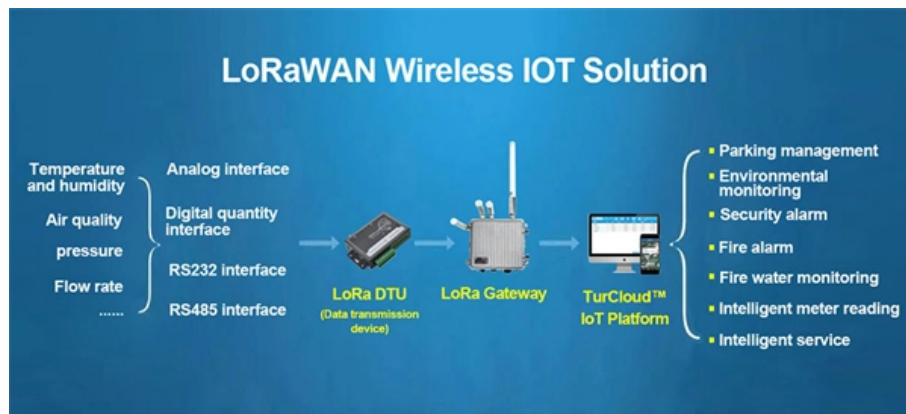 LoRaWAN Wireless IOT Solution
Temperature
and humidity
Air quality
pressure
Flow rate
......
Analog interface
Digital quantity
interface
RS232 interface
RS485 interface
LoRa DTU
(Data transmission
device)
LoRa Gateway
TurCloud™
IoT Platform
Parking management
Environmental
monitoring
Security alarm
Fire alarm
Fire water monitoring
Intelligent meter reading
Intelligent service